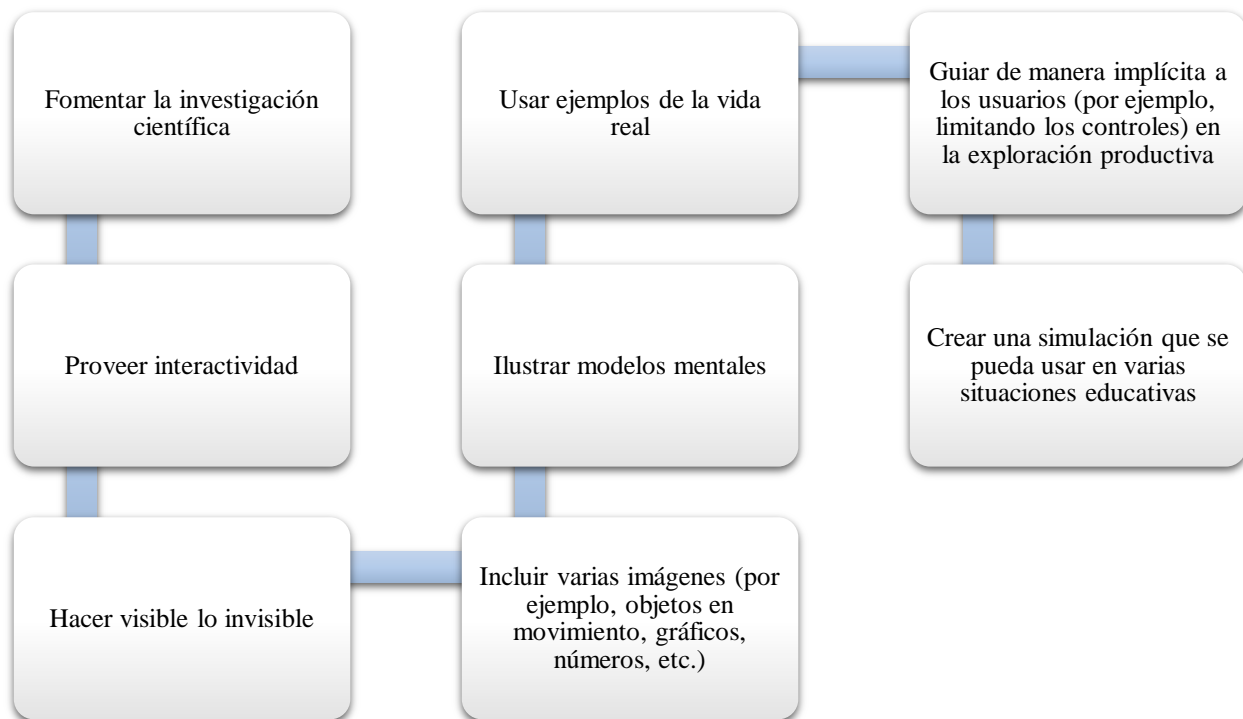 Fomentar la investigación
científica
Proveer interactividad
Hacer visible lo invisible
Incluir varias imágenes (por
ejemplo, objetos en
movimiento, gráficos,
números, etc.)
Ilustrar modelos mentales
Usar ejemplos de la vida
real
Guiar de manera implícita a
los usuarios (por ejemplo,
limitando los controles) en
la exploración productiva
Crear una simulación que se
pueda usar en varias
situaciones educativas